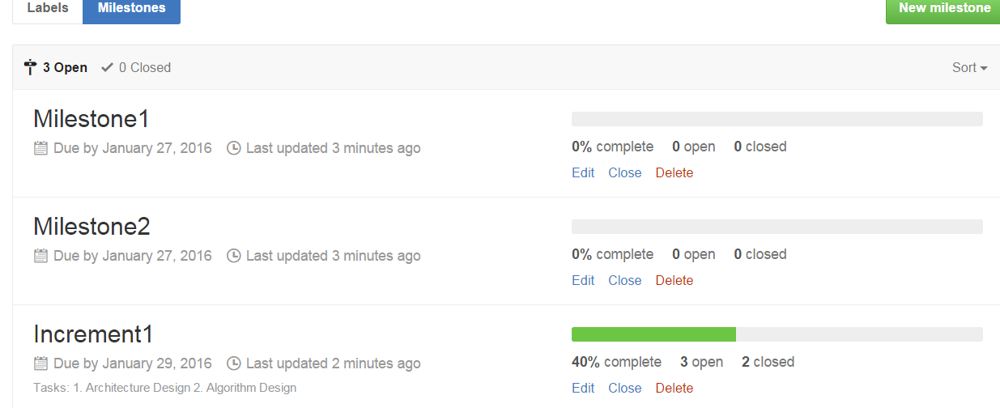 Labels Milestones New milestone
3 Open 0 Closed Sort
Milestone1
Due by January 27, 2016 Last updated 3 minutes ago
0% complete 0 open 0 closed
Edit Close Delete
Milestone2
Due by January 27, 2016 Last updated 3 minutes ago
0% complete 0 open 0 closed
Edit Close Delete
Increment1
Due by January 29, 2016 Last updated 2 minutes ago
Tasks: 1. Architecture Design 2. Algorithm Design
40% complete 3 open 2 closed
Edit Close Delete